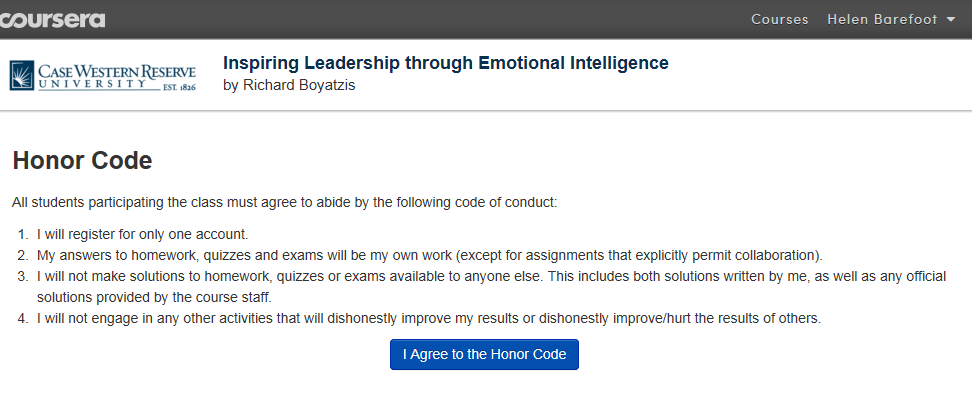 coursera
Courses
Helen Barefoot
CASE WESTERN RESERVE
UNIVERSITY EST. 1826
Inspiring Leadership through Emotional Intelligence
by Richard Boyatzis
Honor Code
All students participating the class must agree to abide by the following code of conduct:
1. I will register for only one account.
2. My answers to homework, quizzes and exams will be my own work (except for assignments that explicitly permit collaboration).
3. I will not make solutions to homework, quizzes or exams available to anyone else. This includes both solutions written by me, as well as any official
solutions provided by the course staff.
4. I will not engage in any other activities that will dishonestly improve my results or dishonestly improve/hurt the results of others.
I Agree to the Honor Code